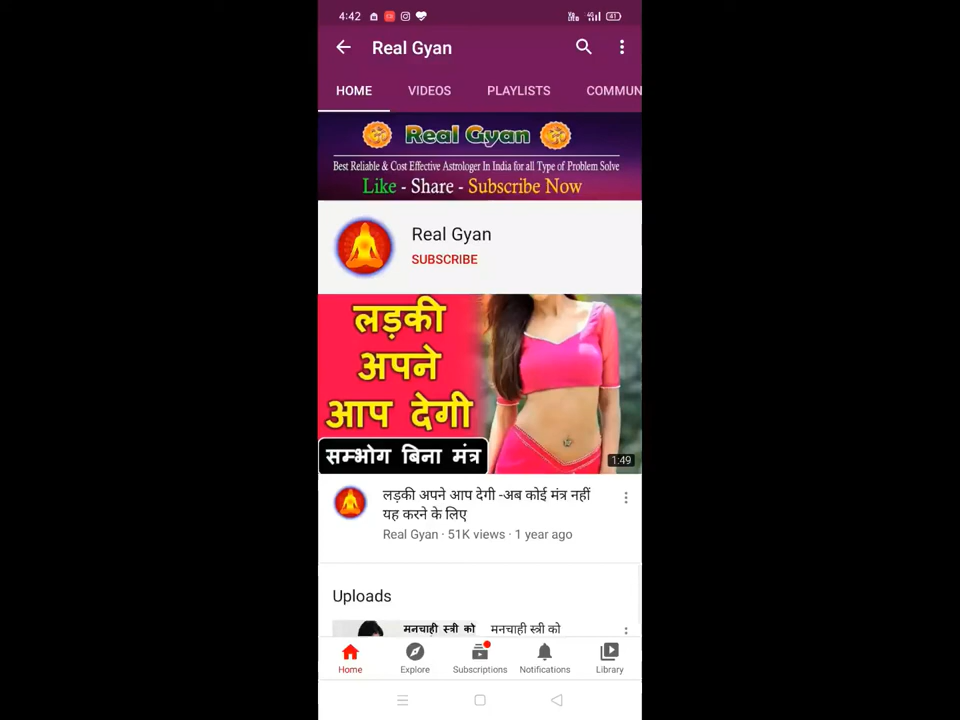 4:42
41
Real Gyan
HOME VIDEOS PLAYLISTS COMMUN
Real Gyan
Best Reliable & Cost Effective Astrologer In India for all Type of Problem Solve
Like - Share - Subscribe Now
Real Gyan
SUBSCRIBE
लड़की
अपने
आप देगी
सम्भोग बिना मंत्र
1:49
लड़की अपने आप देगी -अब कोई मंत्र नहीं
यह करने के लिए
Real Gyan · 51K views · 1 year ago
Uploads
मनचाही स्त्री को मनचाही स्त्री को
Home Explore Subscriptions Notifications Library